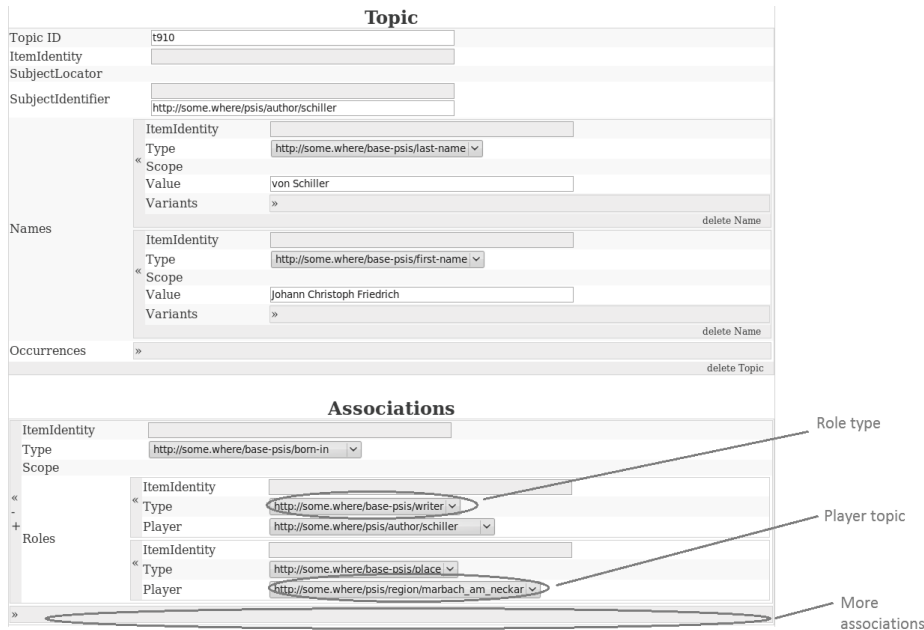 Topic
Topic ID t910
ItemIdentity
SubjectLocator
SubjectIdentifier
http://some.where/psis/author/schiller
Names
«
ItemIdentity
Type http://some.where/base-psis/last-name
Scope
Value von Schiller
Variants »
delete Name
«
ItemIdentity
Type http://some.where/base-psis/first-name
Scope
Value Johann Christoph Friedrich
Variants »
delete Name
Occurrences »
delete Topic
Associations
ItemIdentity
Type http://some.where/base-psis/born-in
Scope
«
-
+
Roles
«
ItemIdentity
Type http://some.where/base-psis/writer
Player http://some.where/psis/author/schiller
«
ItemIdentity
Type http://some.where/base-psis/place
Player http://some.where/psis/region/marbach_am_neckar
»
Role type
Player topic
More
associations